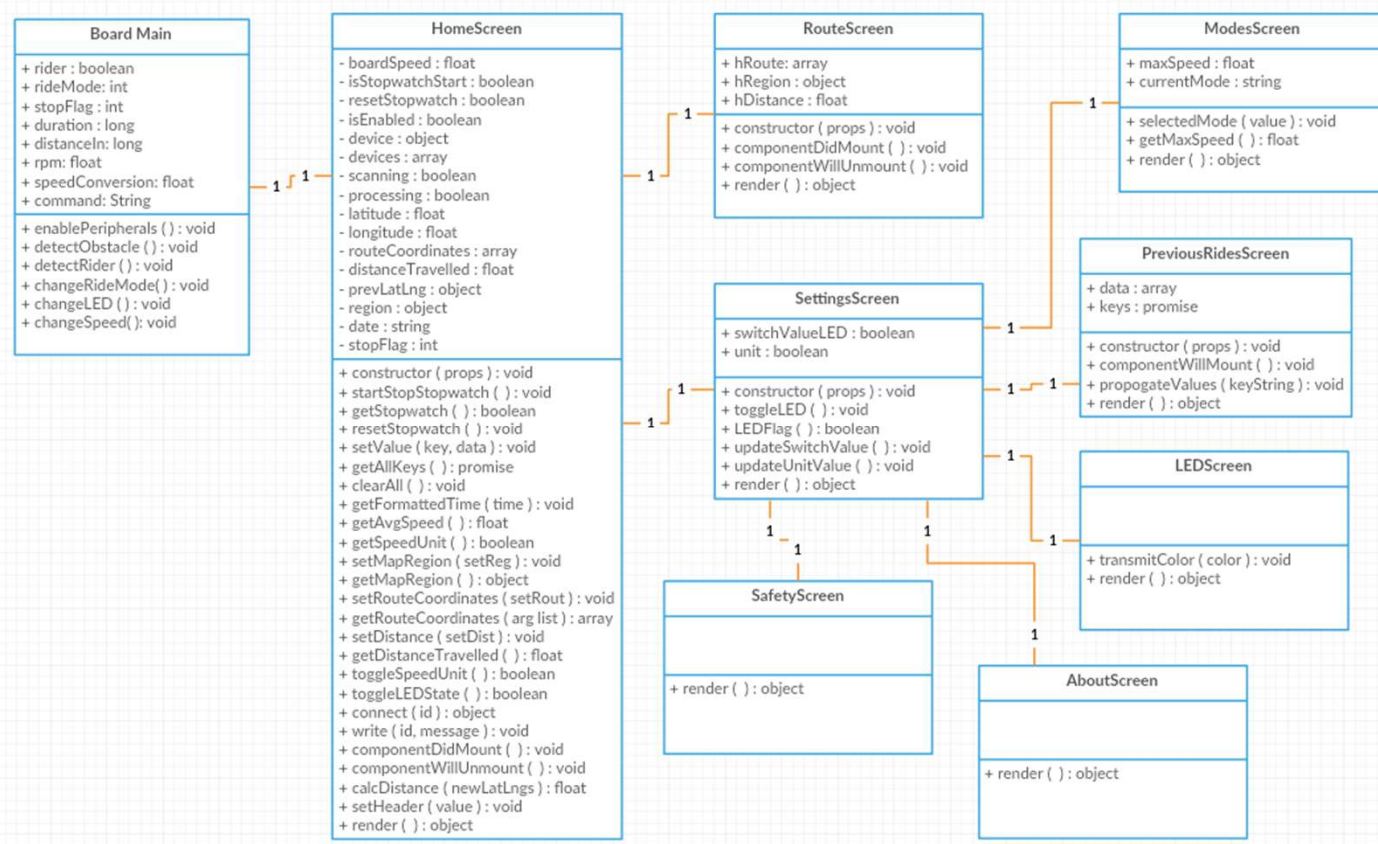 Board Main
+ rider : boolean
+ rideMode: int
+ stopFlag : int
+ duration : long
+ distanceIn: long
+ rpm: float
+ speedConversion: float
+ command: String
+ enablePeripherals ( ) : void
+ detectObstacle ( ) : void
+ detectRider ( ) : void
+ changeRideMode( ) : void
+ changeLED ( ) : void
+ changeSpeed( ): void
1
1
HomeScreen
- boardSpeed : float
- isStopwatchStart : boolean
- resetStopwatch : boolean
- isEnabled : boolean
- device : object
- devices : array
- scanning : boolean
- processing : boolean
- latitude : float
- longitude : float
- routeCoordinates : array
- distanceTravelled : float
- prevLatLng : object
- region : object
- date : string
- stopFlag : int
+ constructor ( props ) : void
+ startStopStopwatch ( ) : void
+ getStopwatch ( ) : boolean
+ resetStopwatch ( ) : void
+ setValue ( key, data ) : void
+ getAllKeys ( ) : promise
+ clearAll ( ) : void
+ getFormattedTime ( time ) : void
+ getAvgSpeed ( ) : float
+ getSpeedUnit ( ) : boolean
+ setMapRegion ( setReg ) : void
+ getMapRegion ( ) : object
+ setRouteCoordinates ( setRout ) : void
+ getRouteCoordinates ( arg list ) : array
+ setDistance ( setDist ) : void
+ getDistanceTravelled ( ) : float
+ toggleSpeedUnit ( ) : boolean
+ toggleLEDState ( ) : boolean
+ connect ( id ) : object
+ write ( id, message ) : void
+ componentDidMount ( ) : void
+ componentWillUnmount ( ) : void
+ calcDistance ( newLatLngs ) : float
+ setHeader ( value ) : void
+ render ( ) : object
1
1
1
1
RouteScreen
+ hRoute: array
+ hRegion : object
+ hDistance : float
+ constructor ( props ) : void
+ componentDidMount ( ) : void
+ componentWillUnmount ( ) : void
+ render ( ) : object
SettingsScreen
+ switchValueLED : boolean
+ unit : boolean
+ constructor ( props ) : void
+ toggleLED ( ) : void
+ LEDFlag ( ) : boolean
+ updateSwitchValue ( ) : void
+ updateUnitValue ( ) : void
+ render ( ) : object
1
1
1
1
1
1
1
1
1
1
SafetyScreen
+ render ( ) : object
ModesScreen
+ maxSpeed : float
+ currentMode : string
+ selectedMode ( value ) : void
+ getMaxSpeed ( ) : float
+ render ( ) : object
PreviousRidesScreen
+ data : array
+ keys : promise
+ constructor ( props ) : void
+ componentWillMount ( ) : void
+ propogateValues ( keyString ) : void
+ render ( ) : object
LEDScreen
+ transmitColor ( color ) : void
+ render ( ) : object
AboutScreen
+ render ( ) : object